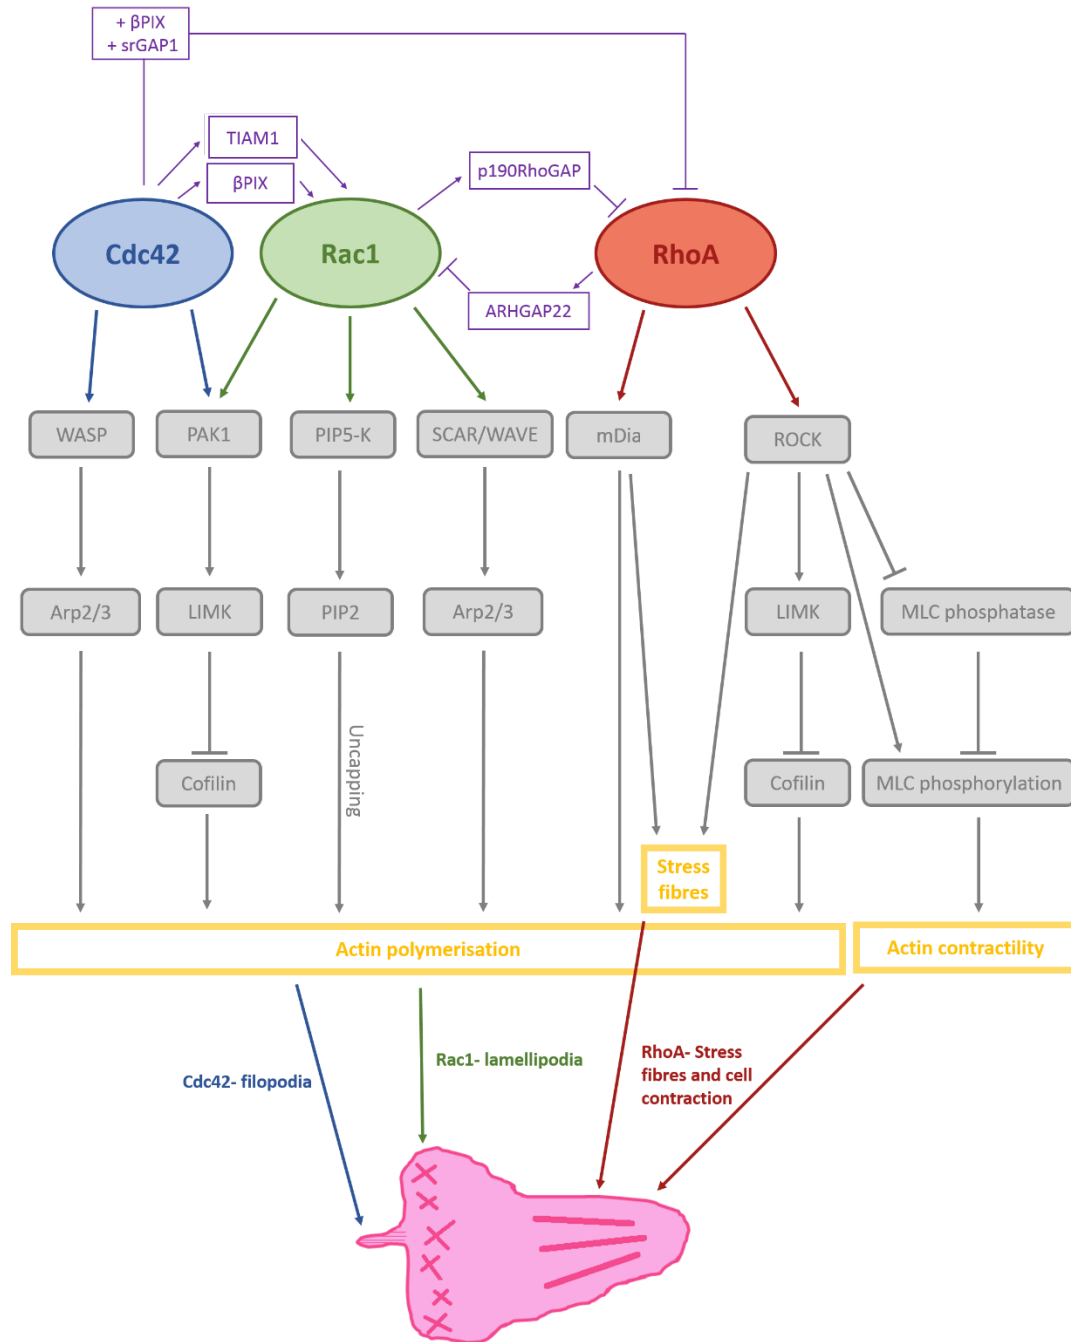 + βPIX
+ srGAP1
TIAM1
βPIX
p190RhoGAP
Cdc42
Rac1
RhoA
ARHGAP22
WASP
PAK1
PIP5-K
SCAR/WAVE
mDia
ROCK
Arp2/3
LIMK
PIP2
Arp2/3
LIMK
MLC phosphatase
Uncapping
Cofilin
Cofilin
MLC phosphorylation
Stress
fibres
Actin polymerisation
Actin contractility
Cdc42- filopodia
Rac1- lamellipodia
RhoA- Stress
fibres and cell
contraction